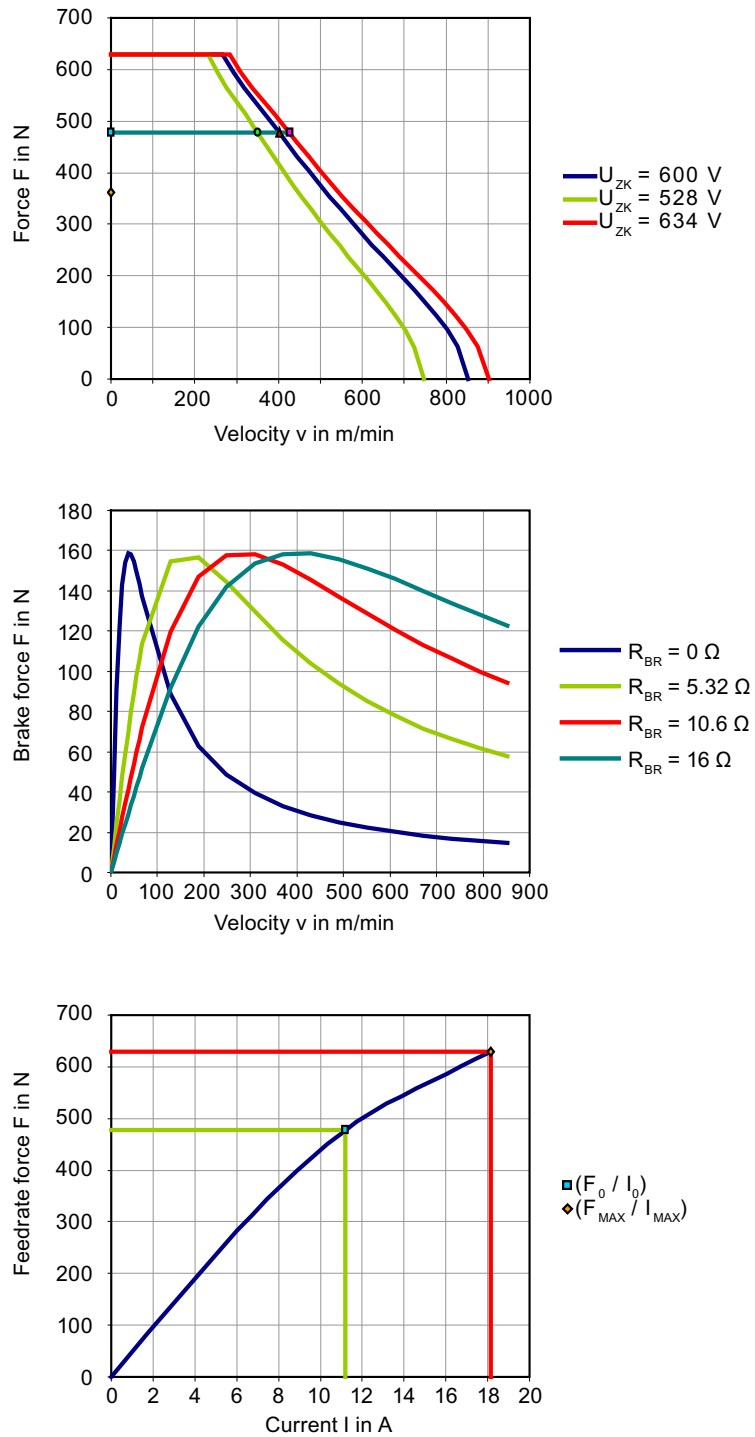 700
600
500
400
300
200
100
0
Force F in N
0 200 400 600 800 1000
Velocity v in m/min
U_ZK = 600 V
U_ZK = 528 V
U_ZK = 634 V
180
160
140
120
100
80
60
40
20
0
Brake force F in N
0 100 200 300 400 500 600 700 800 900
Velocity v in m/min
R_BR = 0 Ω
R_BR = 5.32 Ω
R_BR = 10.6 Ω
R_BR = 16 Ω
700
600
500
400
300
200
100
0
Feedrate force F in N
0 2 4 6 8 10 12 14 16 18 20
Current I in A
(F_0 / I_0)
(F_MAX / I_MAX)